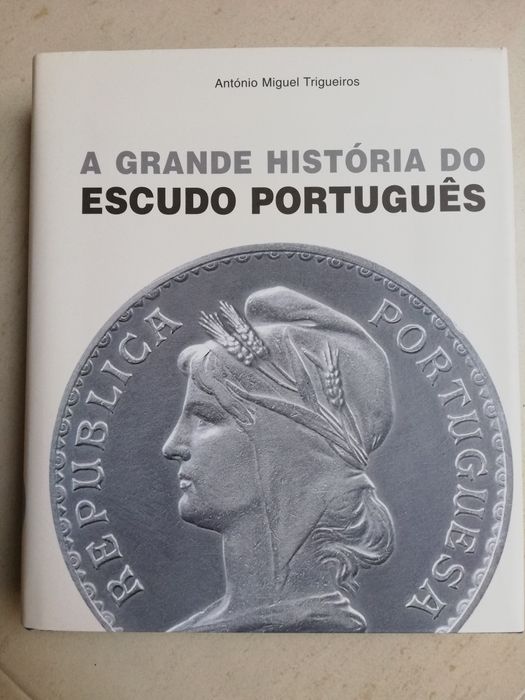 António Miguel Trigueiros
A GRANDE HISTÓRIA DO
ESCUDO PORTUGUÊS
REPUBLICA PORTUGUESA